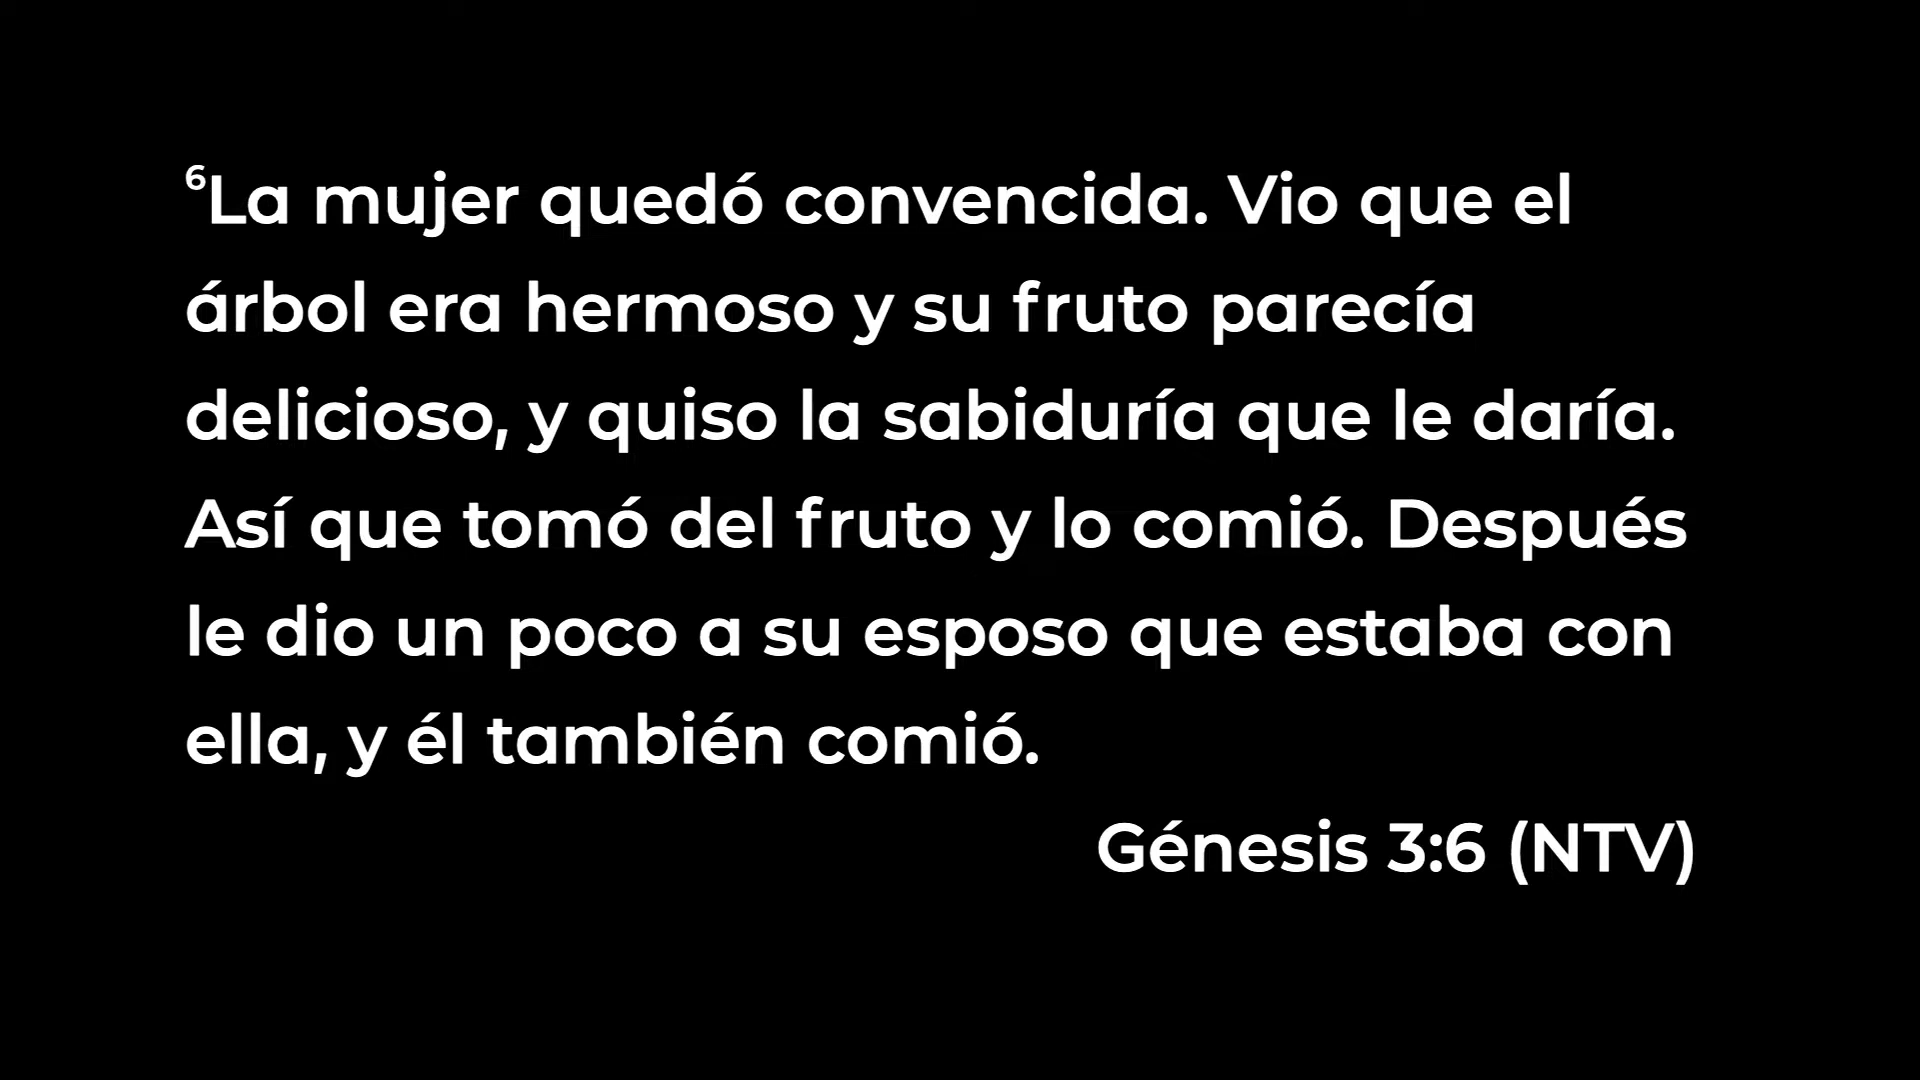 ⁶La mujer quedó convencida. Vio que el
árbol era hermoso y su fruto parecía
delicioso, y quiso la sabiduría que le daría.
Así que tomó del fruto y lo comió. Después
le dio un poco a su esposo que estaba con
ella, y él también comió.
Génesis 3:6 (NTV)